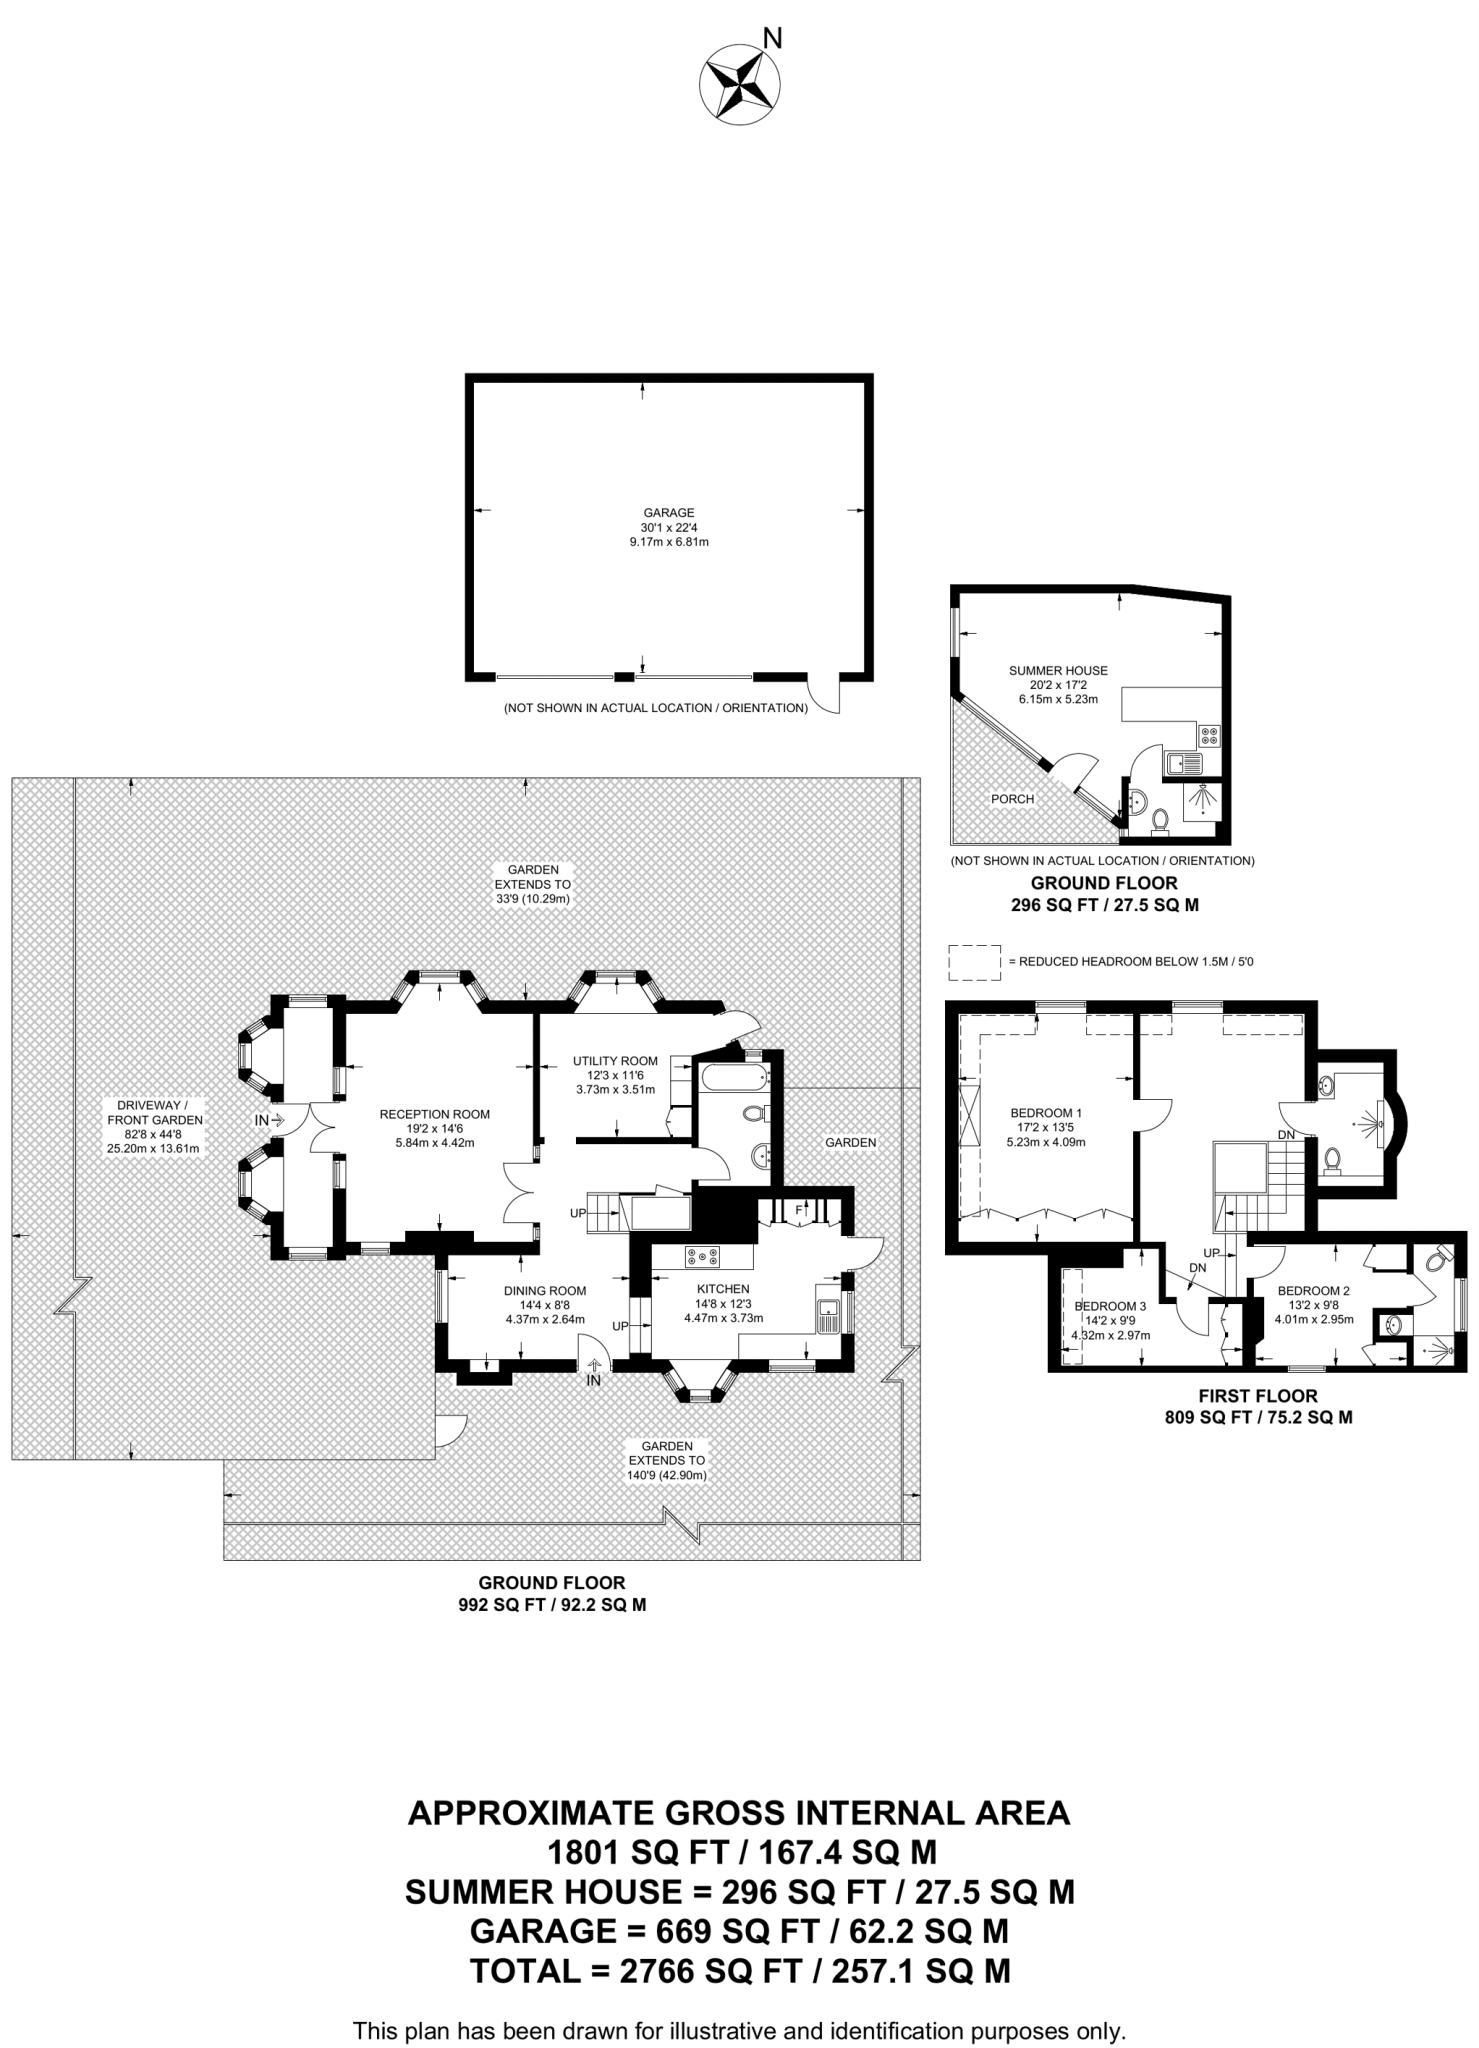 N
GARAGE
30'1 x 22'4
9.17m x 6.81m
(NOT SHOWN IN ACTUAL LOCATION / ORIENTATION)
SUMMER HOUSE
20'2 x 17'2
6.15m x 5.23m
PORCH
(NOT SHOWN IN ACTUAL LOCATION / ORIENTATION)
GROUND FLOOR
296 SQ FT / 27.5 SQ M
= REDUCED HEADROOM BELOW 1.5M / 5'0
GARDEN
EXTENDS TO
33'9 (10.29m)
DRIVEWAY /
FRONT GARDEN
82'8 x 44'8
25.20m x 13.61m
IN
RECEPTION ROOM
19'2 x 14'6
5.84m x 4.42m
UTILITY ROOM
12'3 x 11'6
3.73m x 3.51m
GARDEN
UP
F
DINING ROOM
14'4 x 8'8
4.37m x 2.64m
UP
KITCHEN
14'8 x 12'3
4.47m x 3.73m
IN
GARDEN
EXTENDS TO
140'9 (42.90m)
GROUND FLOOR
992 SQ FT / 92.2 SQ M
BEDROOM 1
17'2 x 13'5
5.23m x 4.09m
DN
UP
DN
BEDROOM 2
13'2 x 9'8
4.01m x 2.95m
BEDROOM 3
14'2 x 9'9
4.32m x 2.97m
FIRST FLOOR
809 SQ FT / 75.2 SQ M
APPROXIMATE GROSS INTERNAL AREA
1801 SQ FT / 167.4 SQ M
SUMMER HOUSE = 296 SQ FT / 27.5 SQ M
GARAGE = 669 SQ FT / 62.2 SQ M
TOTAL = 2766 SQ FT / 257.1 SQ M
This plan has been drawn for illustrative and identification purposes only.